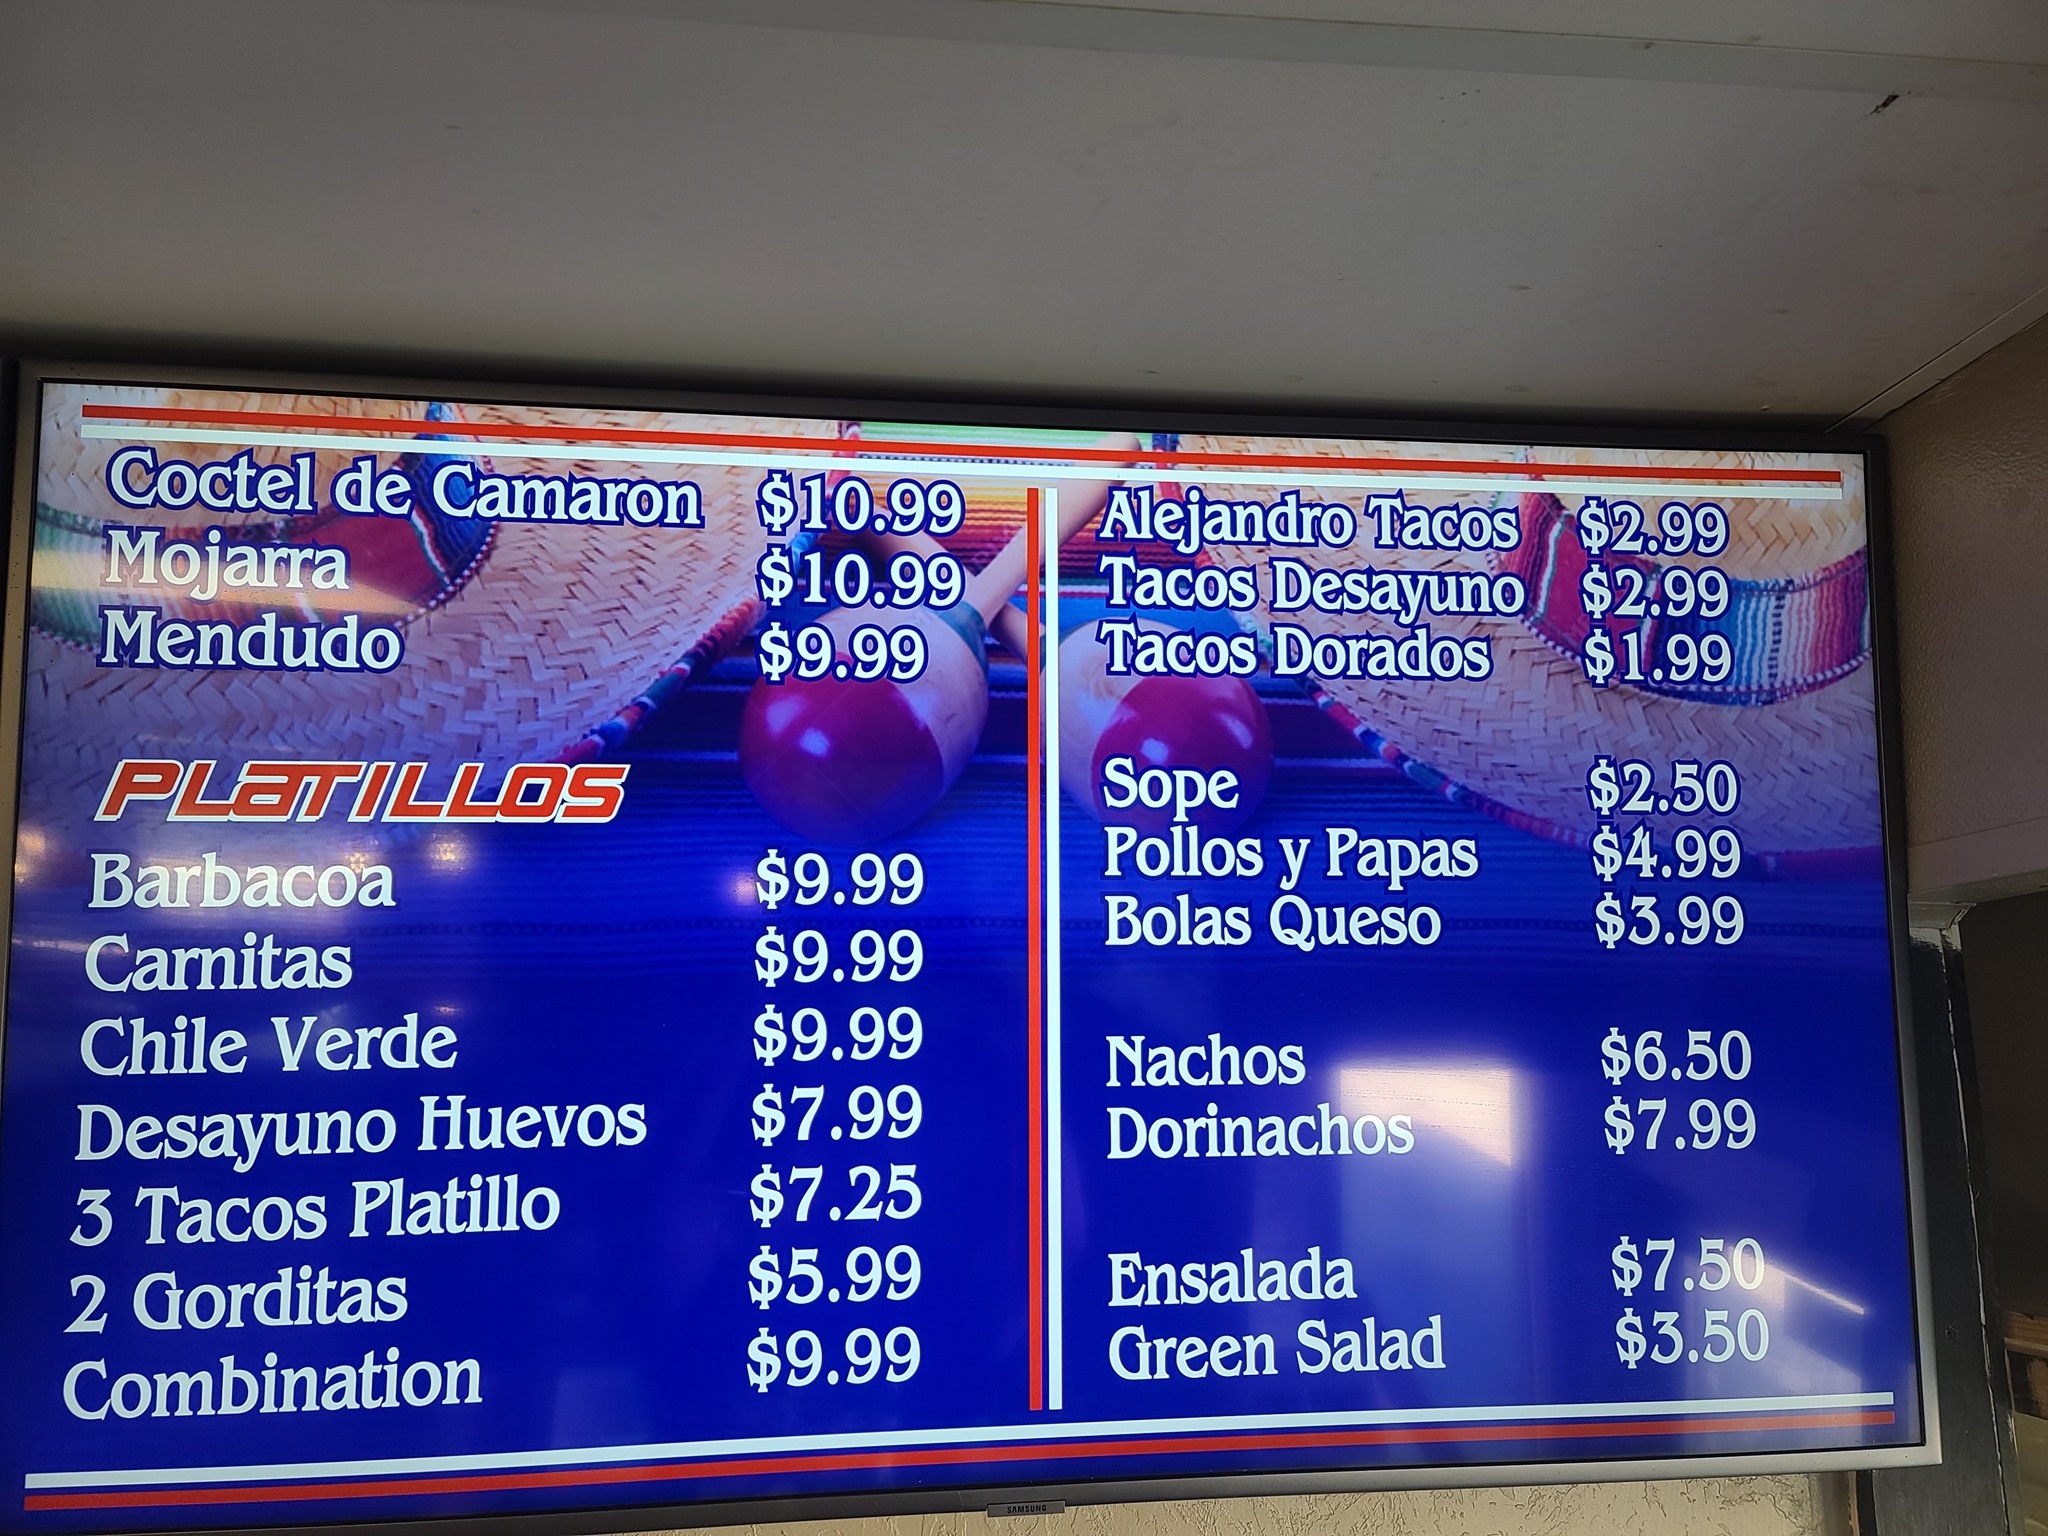 Coctel de Camaron $10.99
Mojarra $10.99
Mendudo $9.99
PLATILLOS
Barbacoa $9.99
Carnitas $9.99
Chile Verde $9.99
Desayuno Huevos $7.99
3 Tacos Platillo $7.25
2 Gorditas $5.99
Combination $9.99
Alejandro Tacos $2.99
Tacos Desayuno $2.99
Tacos Dorados $1.99
Sope $2.50
Pollos y Papas $4.99
Bolas Queso $3.99
Nachos $6.50
Dorinachos $7.99
Ensalada $7.50
Green Salad $3.50
SAMSUNG